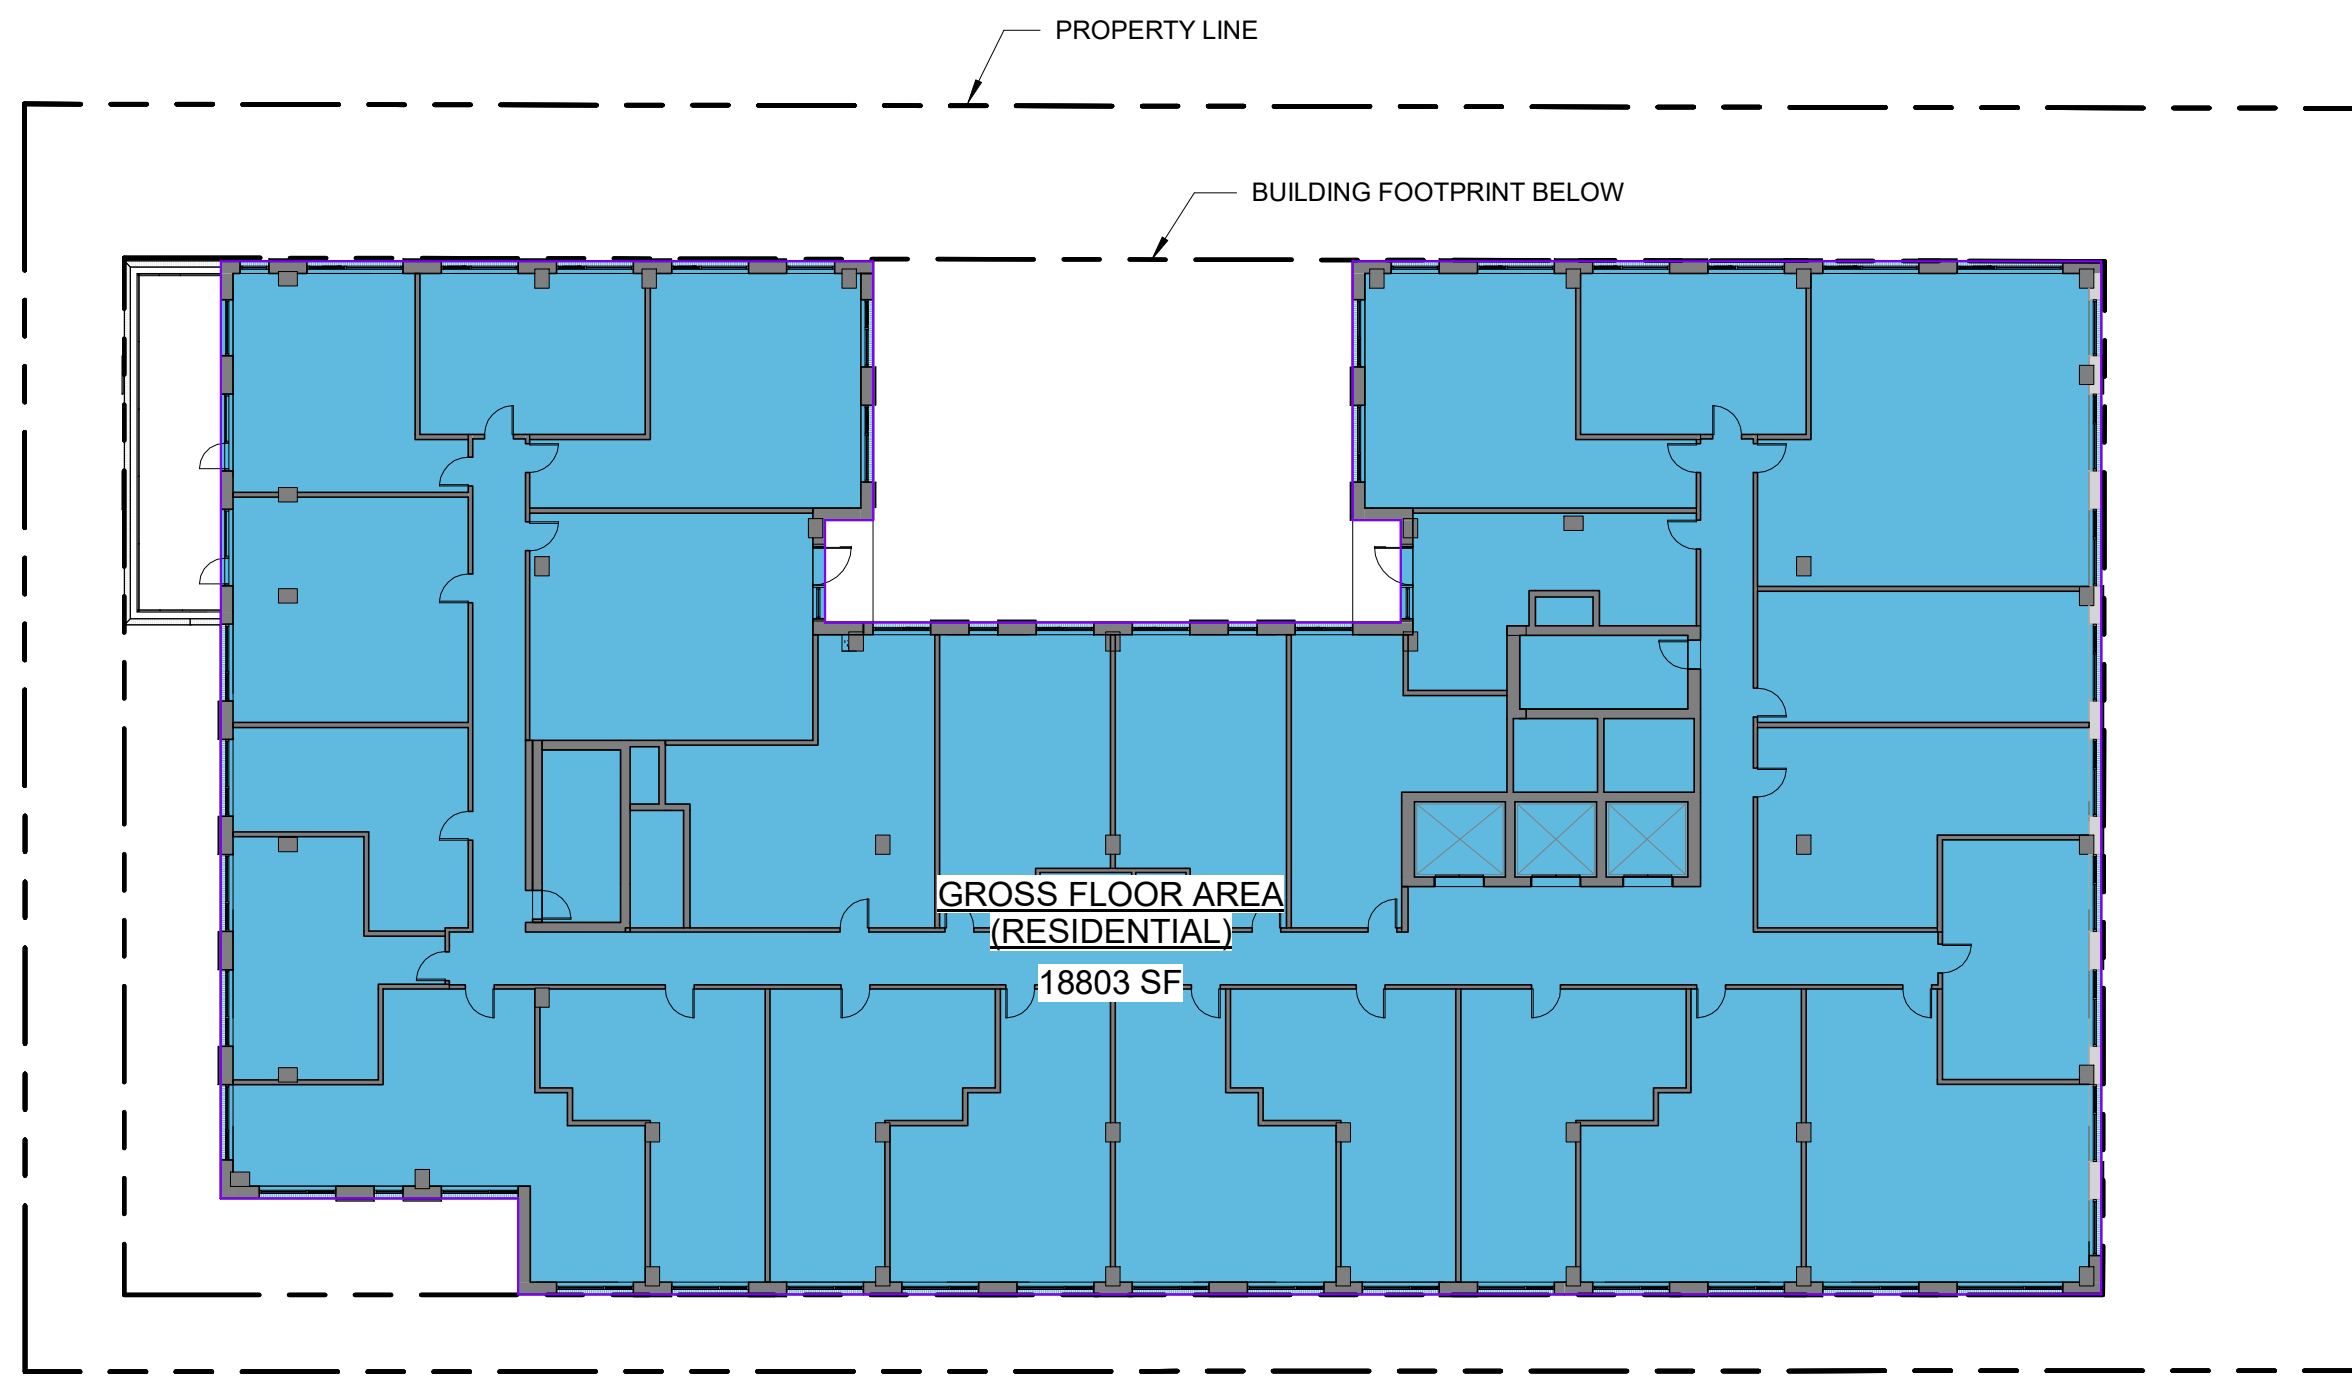 PROPERTY LINE
BUILDING FOOTPRINT BELOW
GROSS FLOOR AREA
(RESIDENTIAL)
18803 SF